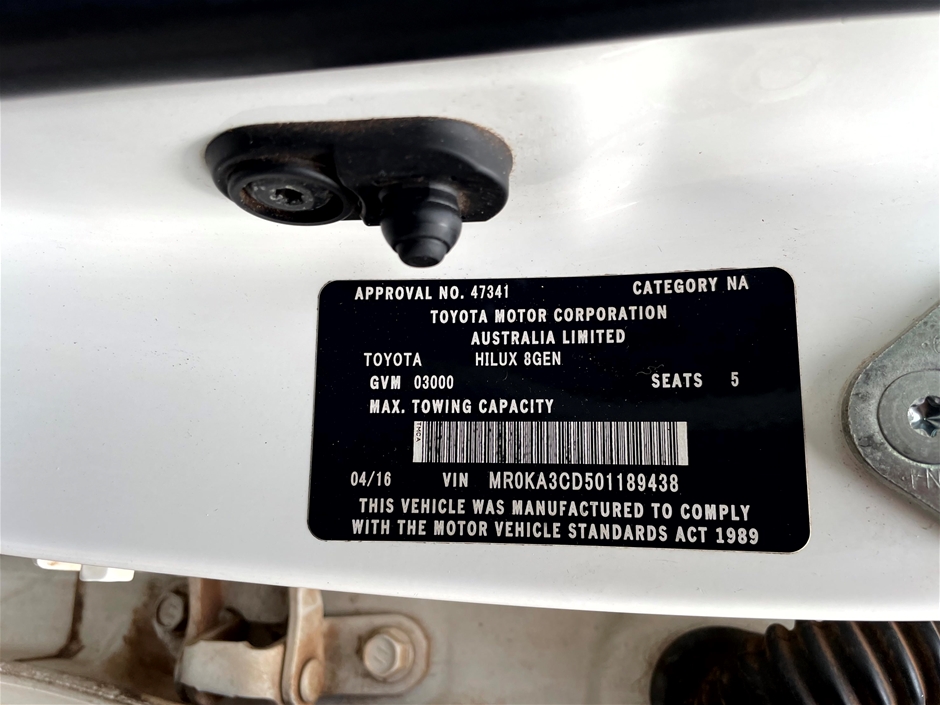 APPROVAL NO. 47341 CATEGORY NA
TOYOTA MOTOR CORPORATION
AUSTRALIA LIMITED
TOYOTA HILUX 8GEN
GVM 03000 SEATS 5
MAX. TOWING CAPACITY
TMCA
04/16 VIN MR0KA3CD501189438
THIS VEHICLE WAS MANUFACTURED TO COMPLY
WITH THE MOTOR VEHICLE STANDARDS ACT 1989